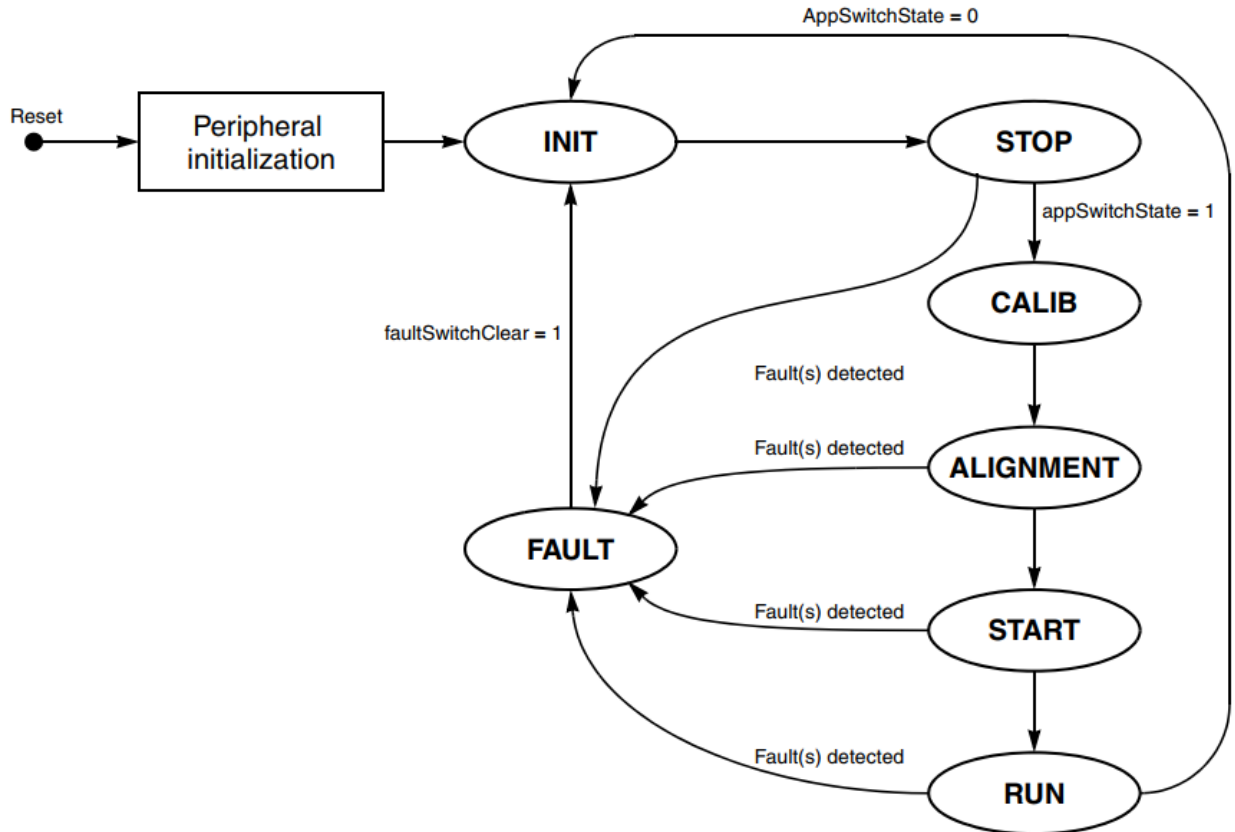 AppSwitchState = 0
Reset
Peripheral
initialization
INIT
STOP
appSwitchState = 1
CALIB
faultSwitchClear = 1
Fault(s) detected
Fault(s) detected
ALIGNMENT
FAULT
Fault(s) detected
START
Fault(s) detected
RUN